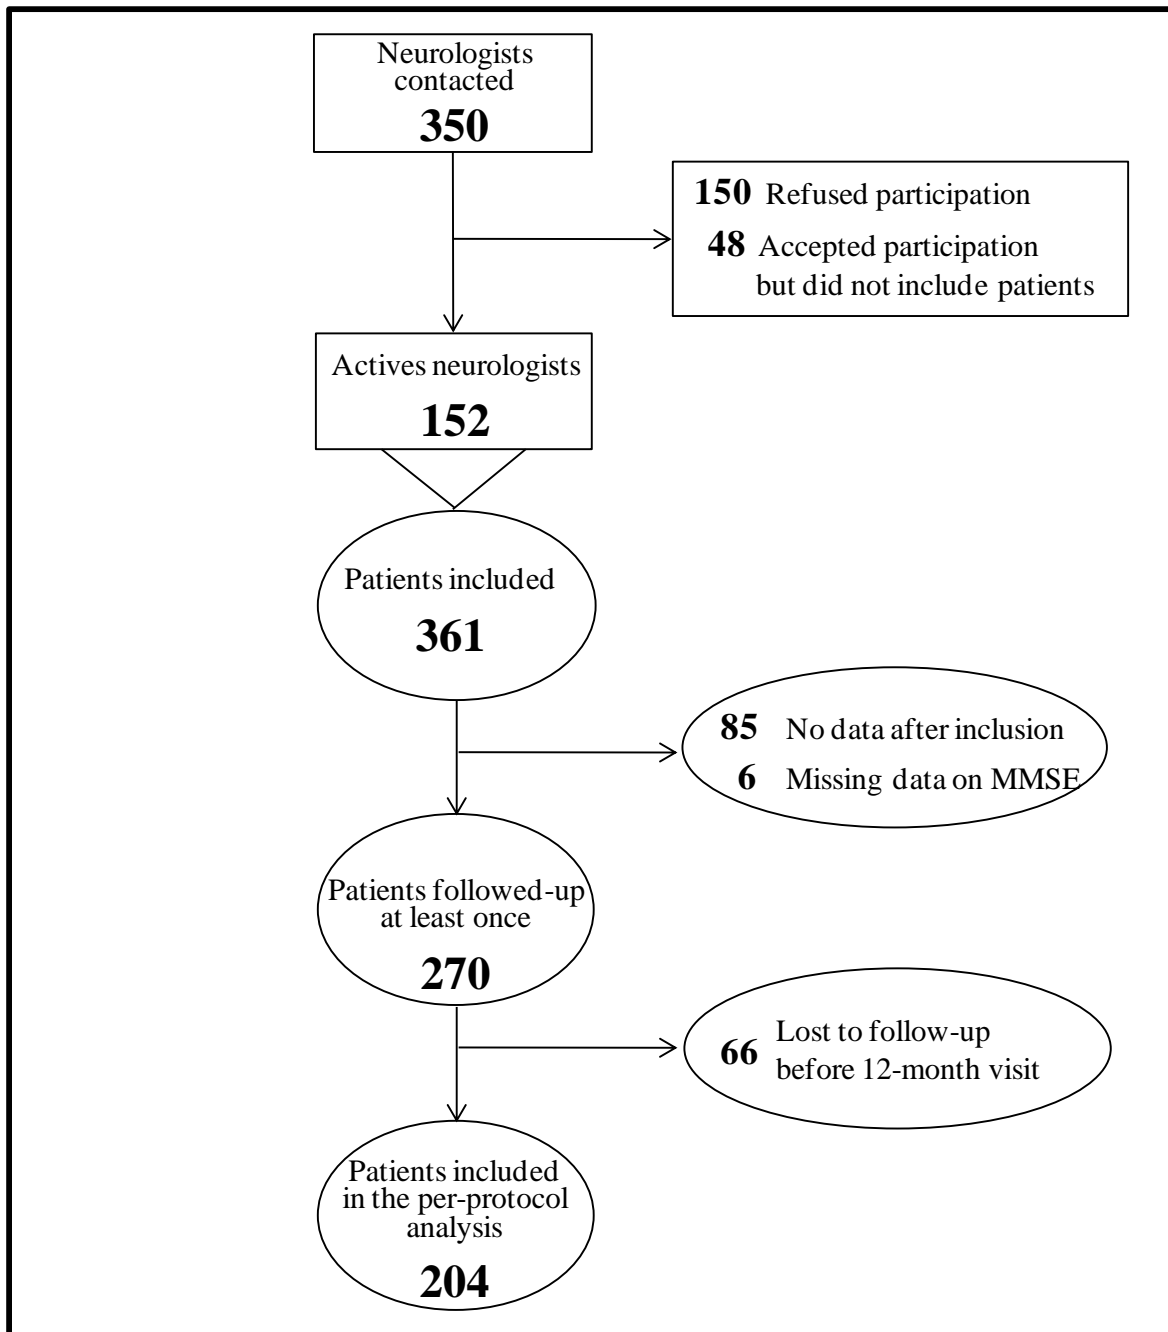 Neurologists
contacted
350
150 Refused participation
48 Accepted participation
but did not include patients
Actives neurologists
152
Patients included
361
85 No data after inclusion
6 Missing data on MMSE
Patients followed-up
at least once
270
66 Lost to follow-up
before 12-month visit
Patients included
in the per-protocol
analysis
204